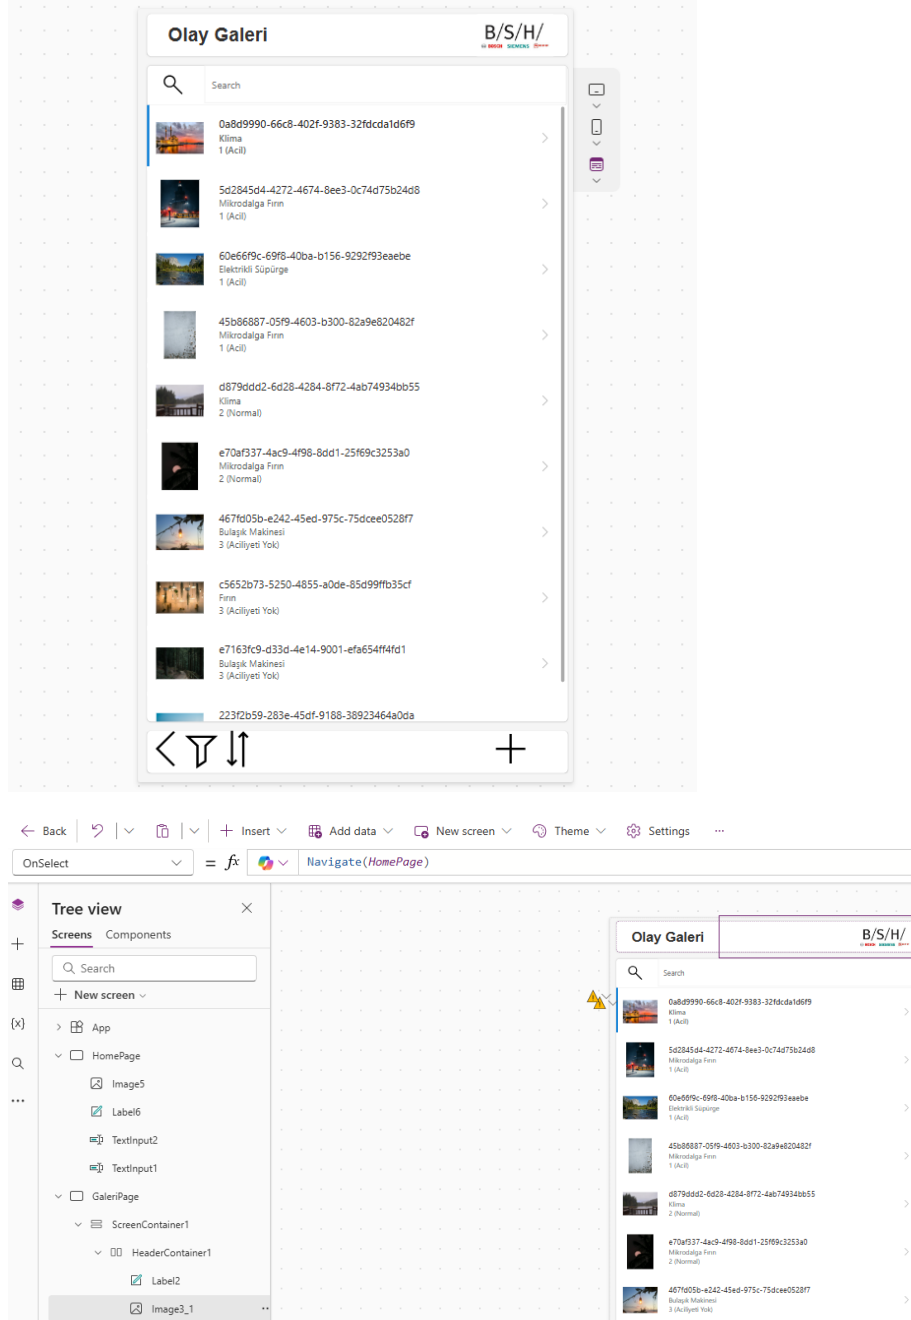 Olay Galeri
B/S/H/
BOSCH SIEMENS
Search
0a8d9990-66c8-402f-9383-32fdcda1d6f9
Klima
1 (Acil)
5d2845d4-4272-4674-8ee3-0c74d75b24d8
Mikrodalga Fırın
1 (Acil)
60e66f9c-69f8-40ba-b156-9292f93eaebe
Elektrikli Süpürge
1 (Acil)
45b86887-05f9-4603-b300-82a9e820482f
Mikrodalga Fırın
1 (Acil)
d879ddd2-6d28-4284-8f72-4ab74934bb55
Klima
2 (Normal)
e70af337-4ac9-4f98-8dd1-25f69c3253a0
Mikrodalga Fırın
2 (Normal)
467fd05b-e242-45ed-975c-75dcee0528f7
Bulaşık Makinesi
3 (Aciliyeti Yok)
c5652b73-5250-4855-a0de-85d99ffb35cf
Fırın
3 (Aciliyeti Yok)
e7163fc9-d33d-4e14-9001-efa654ff4fd1
Bulaşık Makinesi
3 (Aciliyeti Yok)
223f2b59-283e-45df-9188-38923464a0da
Back Insert Add data New screen Theme Settings
OnSelect = fx Navigate(HomePage)
Tree view
Screens Components
Search
New screen
App
HomePage
Image5
Label6
TextInput2
TextInput1
GaleriPage
ScreenContainer1
HeaderContainer1
Label2
Image3_1
Olay Galeri
B/S/H/
Search
0a8d9990-66c8-402f-9383-32fdcda1d6f9
Klima
1 (Acil)
5d2845d4-4272-4674-8ee3-0c74d75b24d8
Mikrodalga Fırın
1 (Acil)
60e66f9c-69f8-40ba-b156-9292f93eaebe
Elektrikli Süpürge
1 (Acil)
45b86887-05f9-4603-b300-82a9e820482f
Mikrodalga Fırın
1 (Acil)
d879ddd2-6d28-4284-8f72-4ab74934bb55
Klima
2 (Normal)
e70af337-4ac9-4f98-8dd1-25f69c3253a0
Mikrodalga Fırın
2 (Normal)
467fd05b-e242-45ed-975c-75dcee0528f7
Bulaşık Makinesi
3 (Aciliyeti Yok)